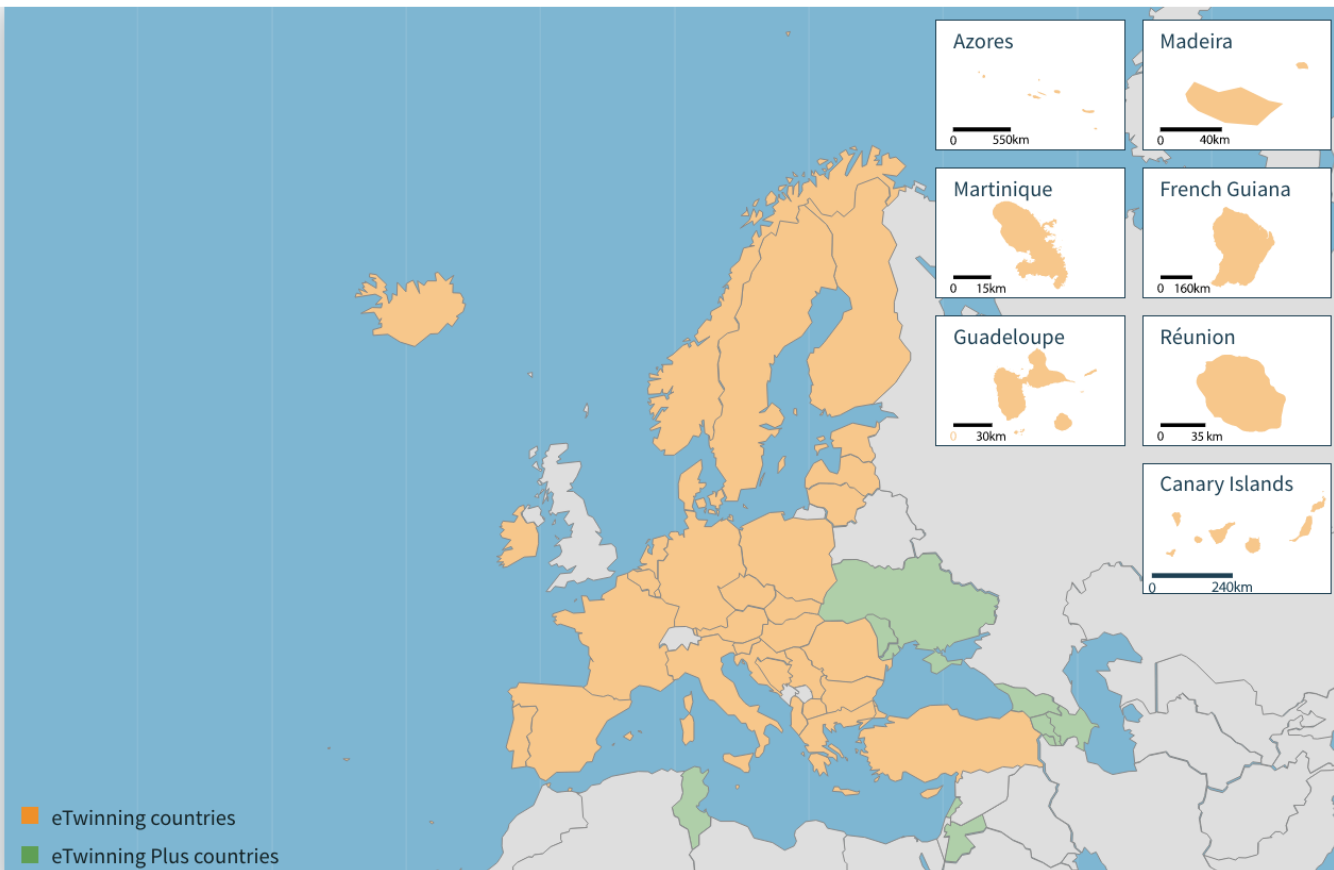 Azores
0 550km
Madeira
0 40km
Martinique
0 15km
French Guiana
0 160km
Guadeloupe
0 30km
Réunion
0 35 km
Canary Islands
0 240km
eTwinning countries
eTwinning Plus countries